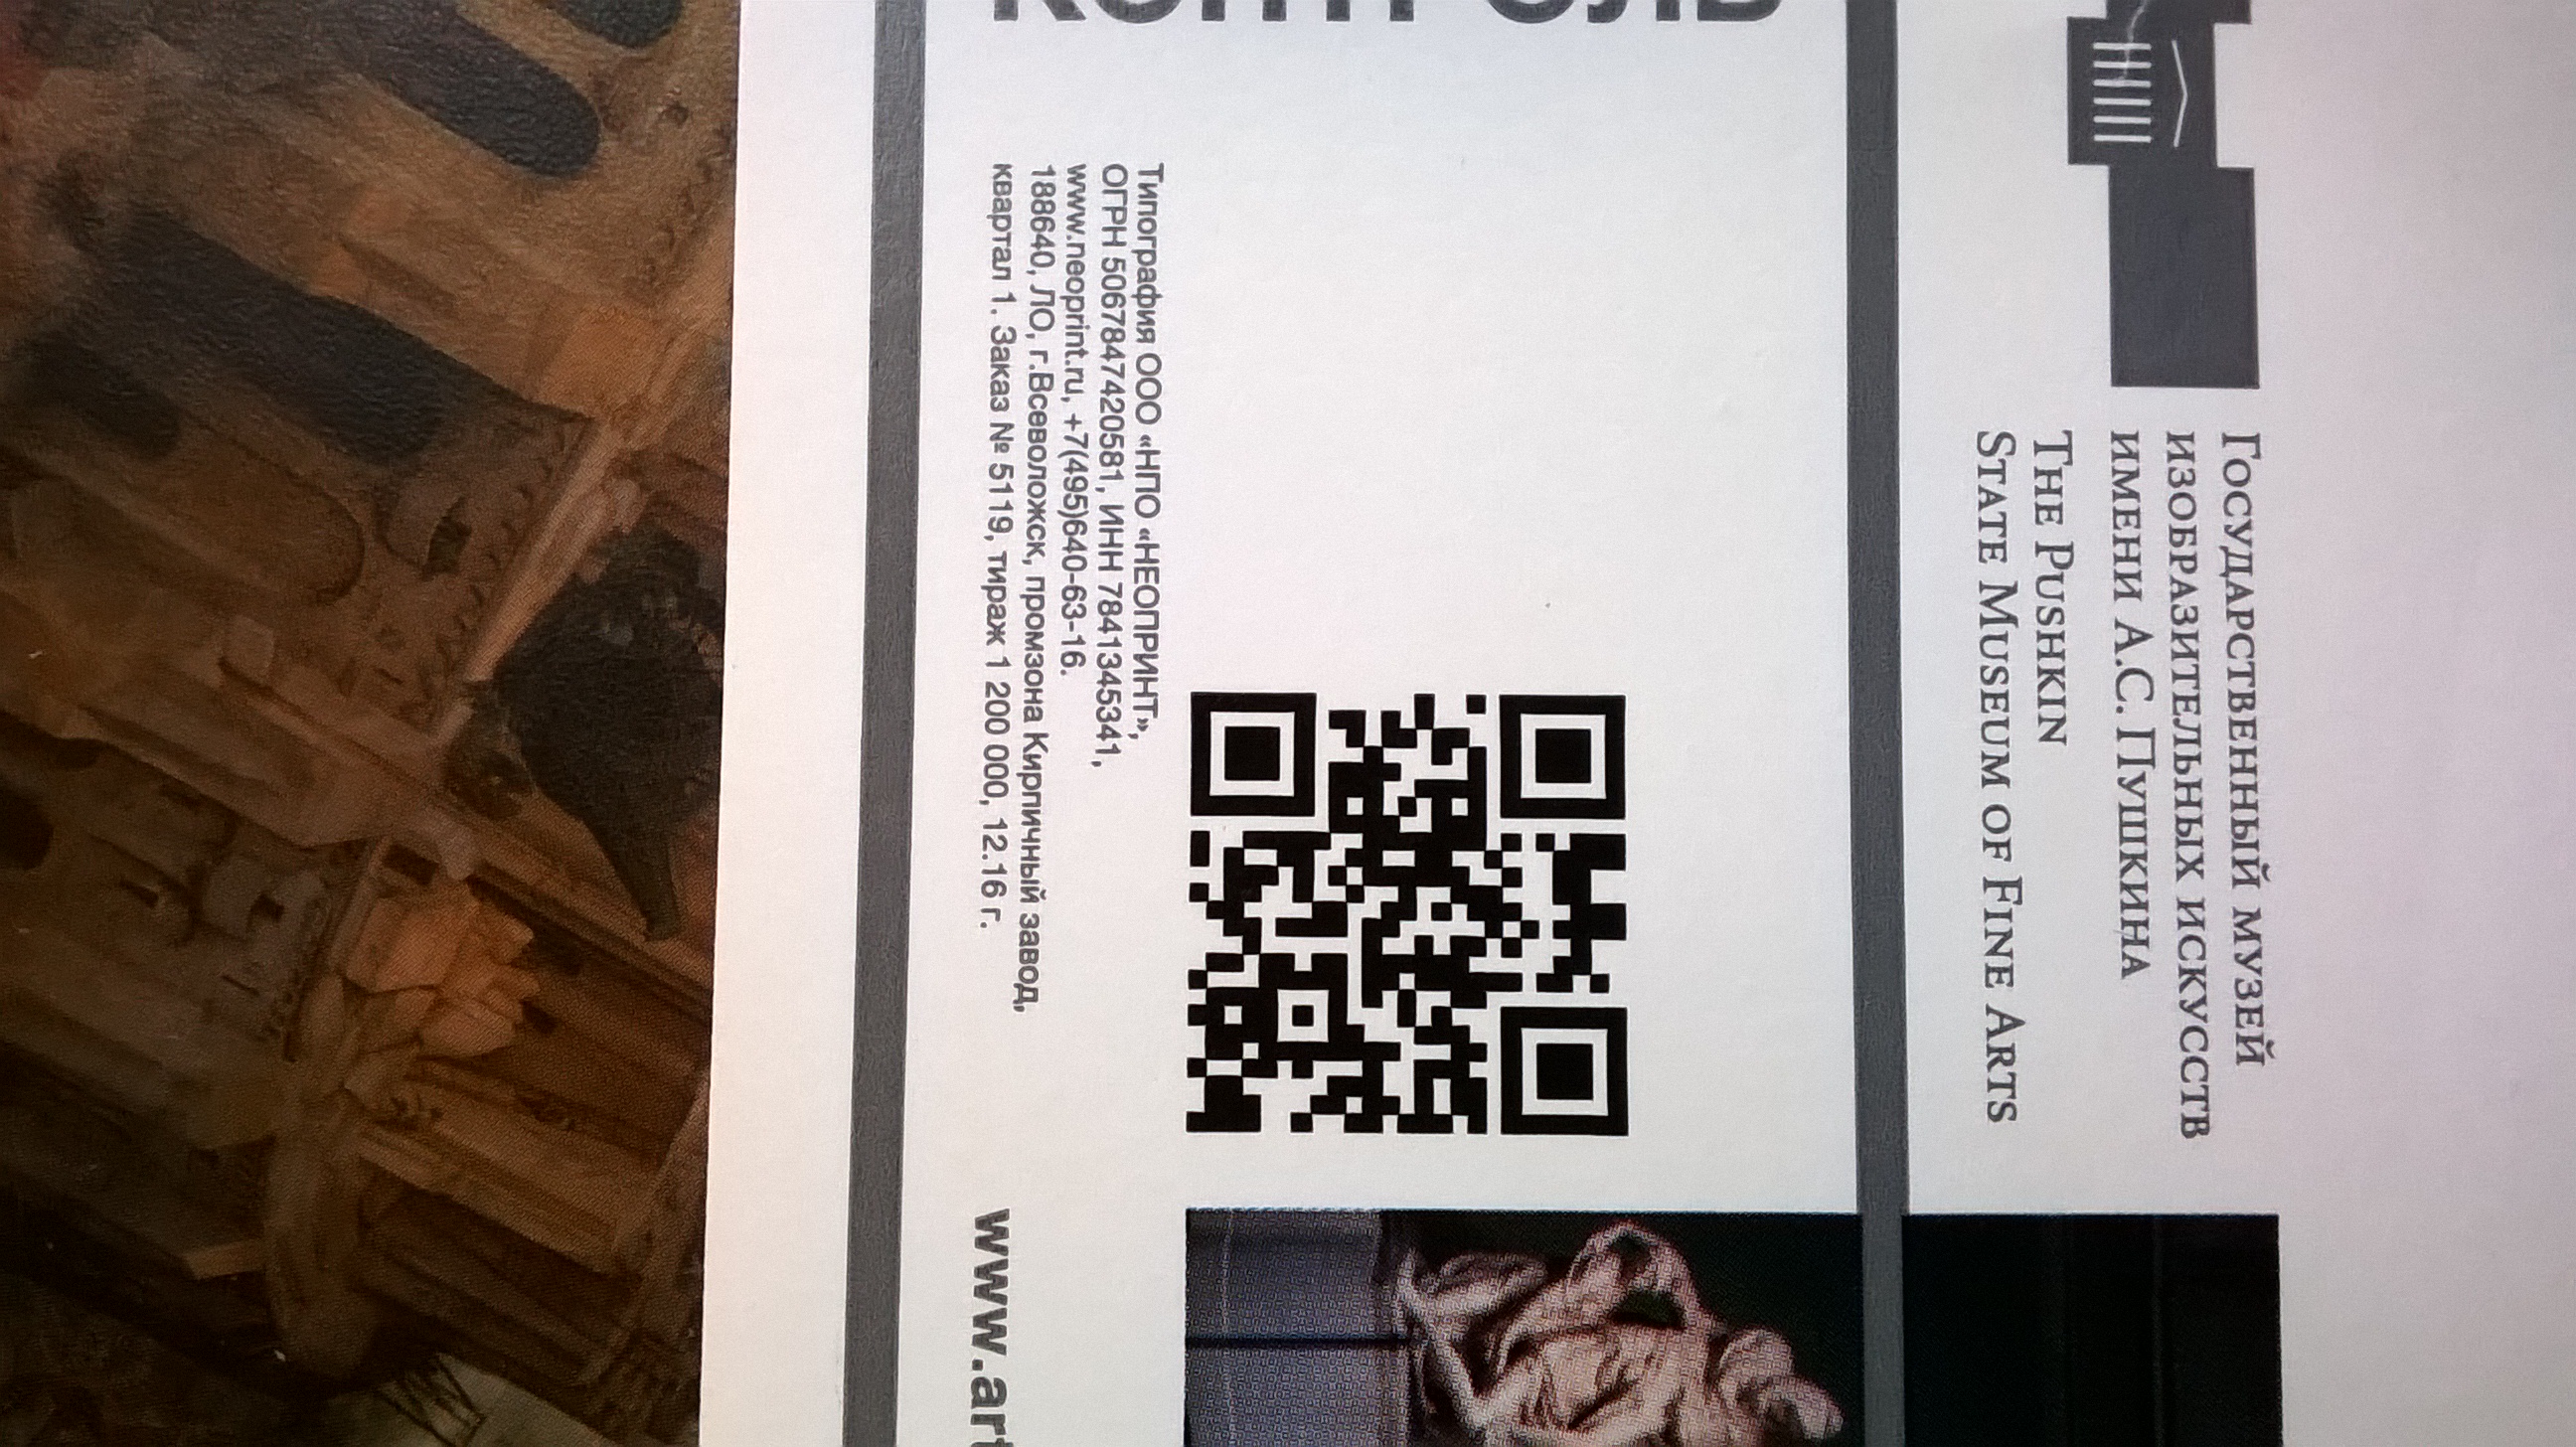 Государственный музей
изобразительных искусств
имени А.С. Пушкина
The Pushkin
State Museum of Fine Arts
КОНТРОЛЬ
Типография ООО «НПО «НЕОПРИНТ»,
ОГРН 5067847420581, ИНН 7841345341,
www.neoprint.ru, +7(495)640-63-16.
188640, ЛО, г.Всеволожск, промзона Кирпичный завод,
квартал 1. Заказ № 5119, тираж 1 200 000, 12.16 г.
www.art